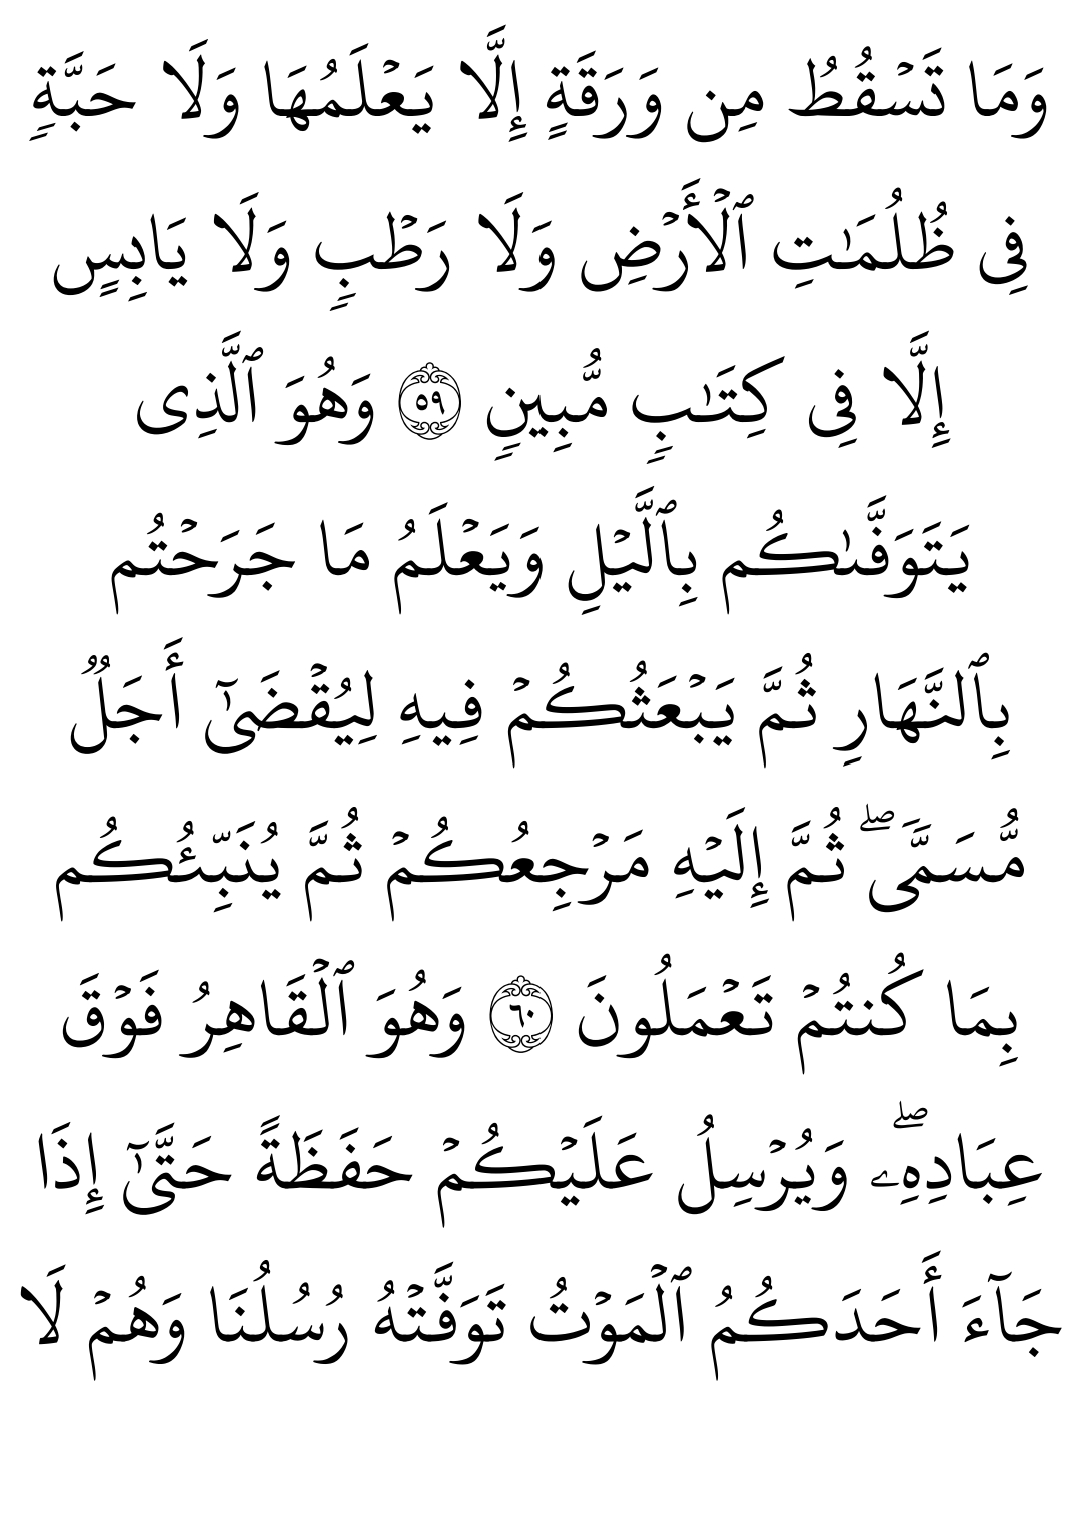 وَمَا تَسۡقُطُ مِن وَرَقَةٍ إِلَّا يَعۡلَمُهَا وَلَا حَبَّةٖ
فِى ظُلُمَٰتِ ٱلۡأَرۡضِ وَلَا رَطۡبٖ وَلَا يَابِسٍ
إِلَّا فِى كِتَٰبٖ مُّبِينٖ ۝٥٩ وَهُوَ ٱلَّذِى
يَتَوَفَّىٰكُم بِٱلَّيۡلِ وَيَعۡلَمُ مَا جَرَحۡتُم
بِٱلنَّهَارِ ثُمَّ يَبۡعَثُكُمۡ فِيهِ لِيُقۡضَىٰٓ أَجَلٞ
مُّسَمَّىۖ ثُمَّ إِلَيۡهِ مَرۡجِعُكُمۡ ثُمَّ يُنَبِّئُكُم
بِمَا كُنتُمۡ تَعۡمَلُونَ ۝٦٠ وَهُوَ ٱلۡقَاهِرُ فَوۡقَ
عِبَادِهِۦۖ وَيُرۡسِلُ عَلَيۡكُمۡ حَفَظَةً حَتَّىٰٓ إِذَا
جَآءَ أَحَدَكُمُ ٱلۡمَوۡتُ تَوَفَّتۡهُ رُسُلُنَا وَهُمۡ لَا